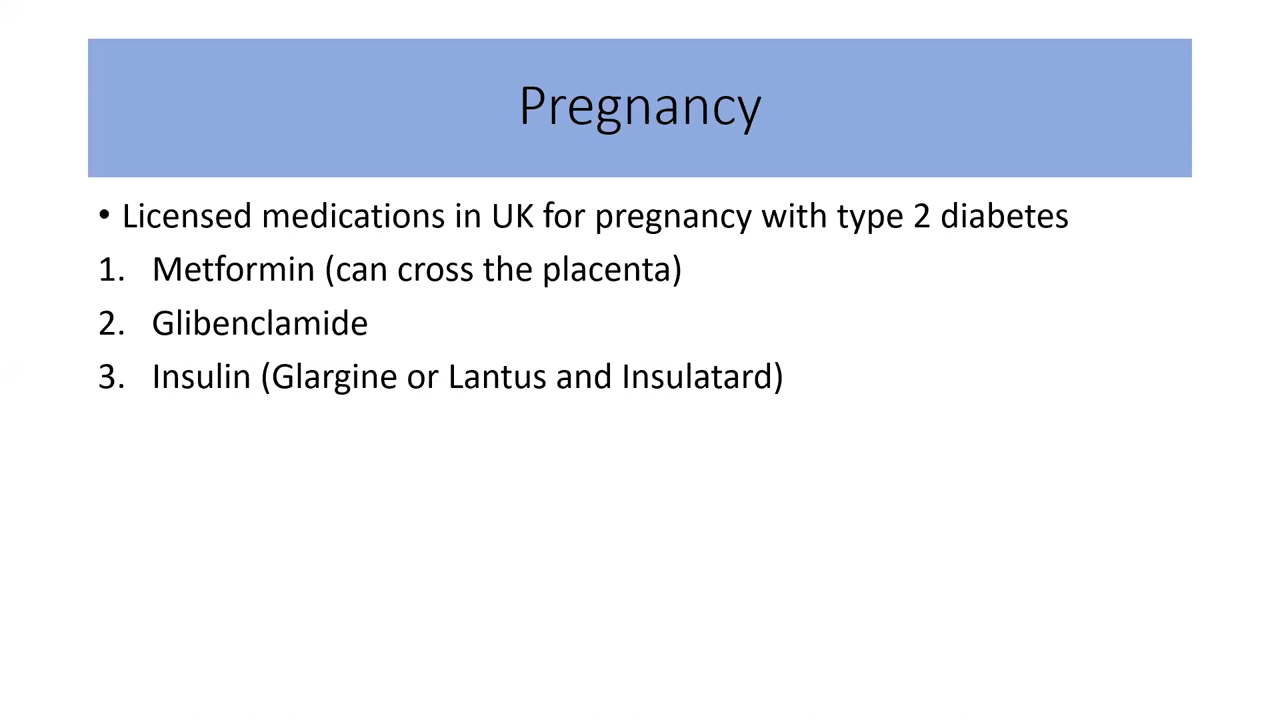 Pregnancy
• Licensed medications in UK for pregnancy with type 2 diabetes
1. Metformin (can cross the placenta)
2. Glibenclamide
3. Insulin (Glargine or Lantus and Insulatard)